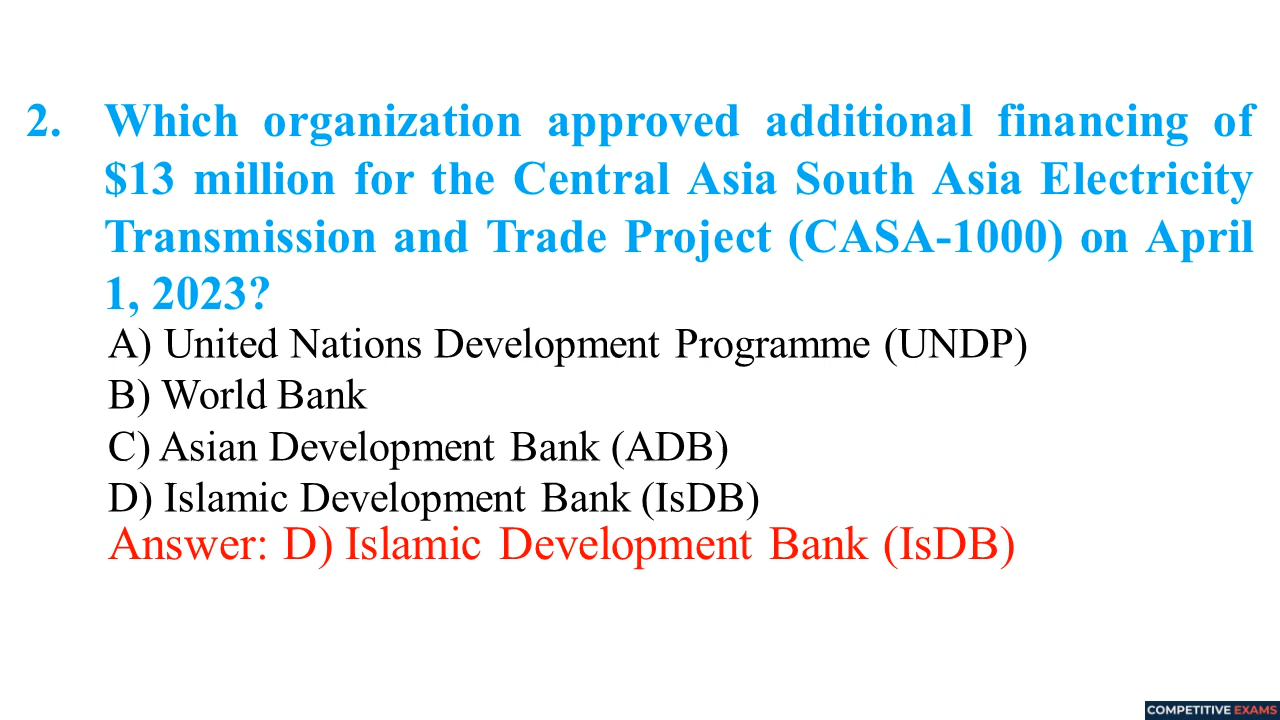 2. Which organization approved additional financing of
$13 million for the Central Asia South Asia Electricity
Transmission and Trade Project (CASA-1000) on April
1, 2023?
A) United Nations Development Programme (UNDP)
B) World Bank
C) Asian Development Bank (ADB)
D) Islamic Development Bank (IsDB)
Answer: D) Islamic Development Bank (IsDB)
COMPETITIVE EXAMS